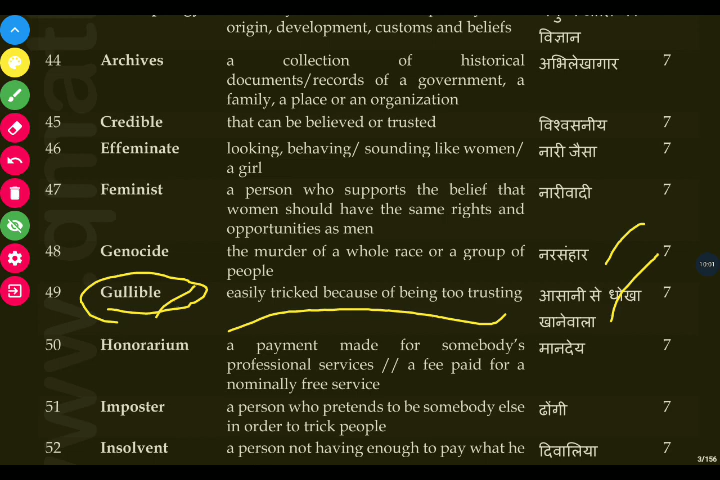 origin, development, customs and beliefs
विज्ञान
44 Archives a collection of historical अभिलेखागार 7
documents/records of a government, a
family, a place or an organization
45 Credible that can be believed or trusted विश्वसनीय 7
46 Effeminate looking, behaving/ sounding like women/ नारी जैसा 7
a girl
47 Feminist a person who supports the belief that नारीवादी 7
women should have the same rights and
opportunities as men
48 Genocide the murder of a whole race or a group of नरसंहार 7
people
10:01
49 Gullible easily tricked because of being too trusting आसानी से धोखा 7
खानेवाला
50 Honorarium a payment made for somebody's मानदेय 7
professional services // a fee paid for a
nominally free service
51 Imposter a person who pretends to be somebody else ढोंगी 7
in order to trick people
52 Insolvent a person not having enough to pay what he दिवालिया 7
3/156